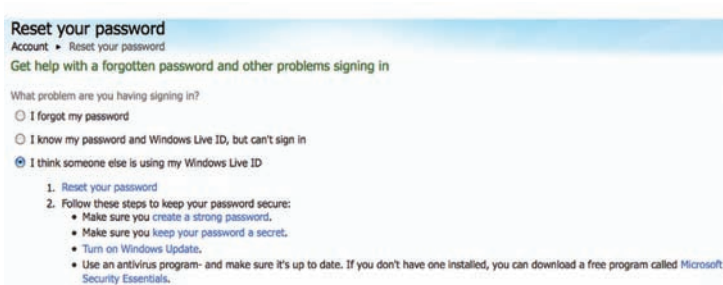 Reset your password
Account ▸ Reset your password
Get help with a forgotten password and other problems signing in
What problem are you having signing in?
I forgot my password
I know my password and Windows Live ID, but can't sign in
I think someone else is using my Windows Live ID
1. Reset your password
2. Follow these steps to keep your password secure:
• Make sure you create a strong password.
• Make sure you keep your password a secret.
• Turn on Windows Update.
• Use an antivirus program- and make sure it's up to date. If you don't have one installed, you can download a free program called Microsoft
Security Essentials.